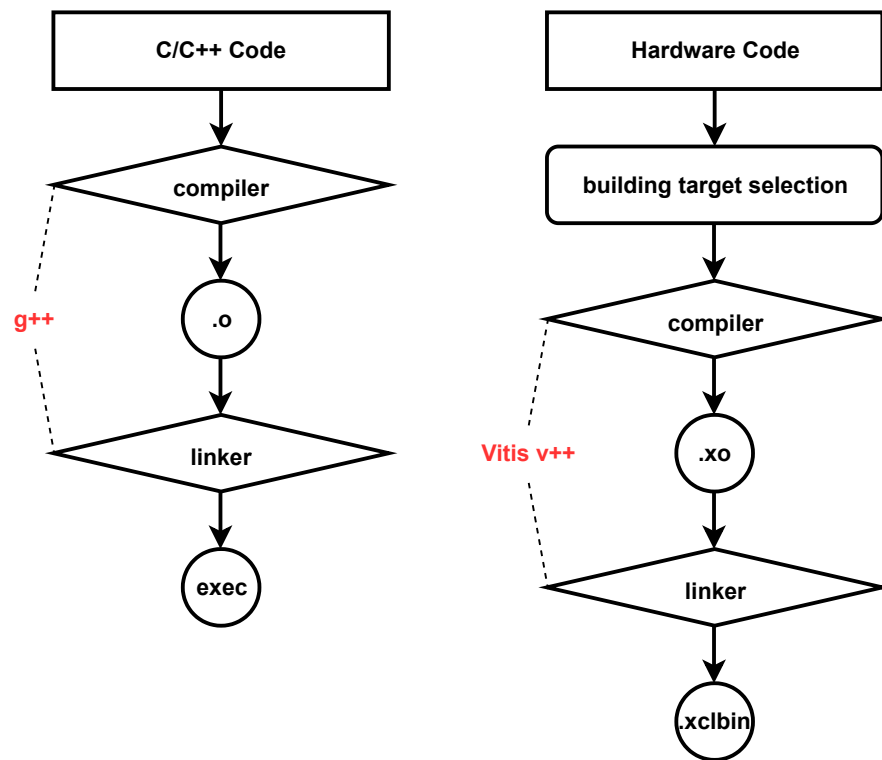 C/C++ Code
compiler
g++
.o
linker
exec
Hardware Code
building target selection
compiler
Vitis v++
.xo
linker
.xclbin